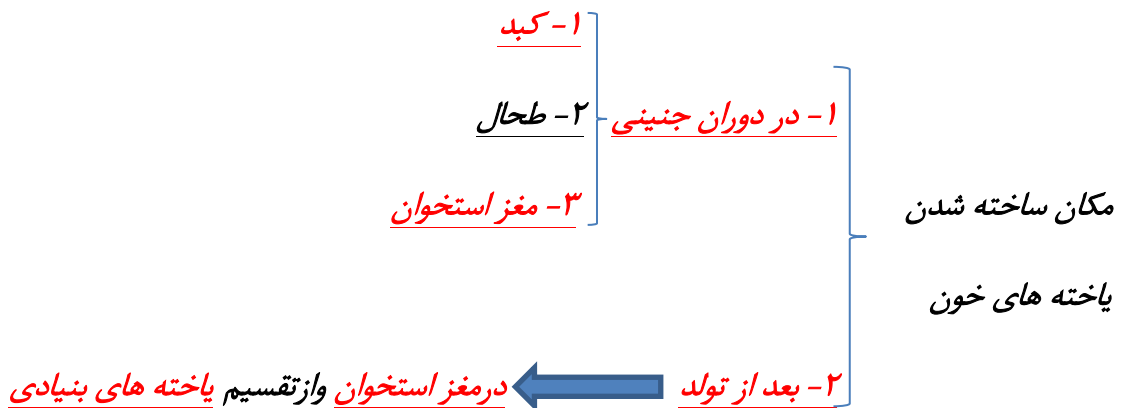 مکان ساخته شدن
یاخته های خون
۱- در دوران جنینی
۱- کبد
۲- طحال
۳- مغز استخوان
۲- بعد از تولد
درمغز استخوان وازتقسیم یاخته های بنیادی